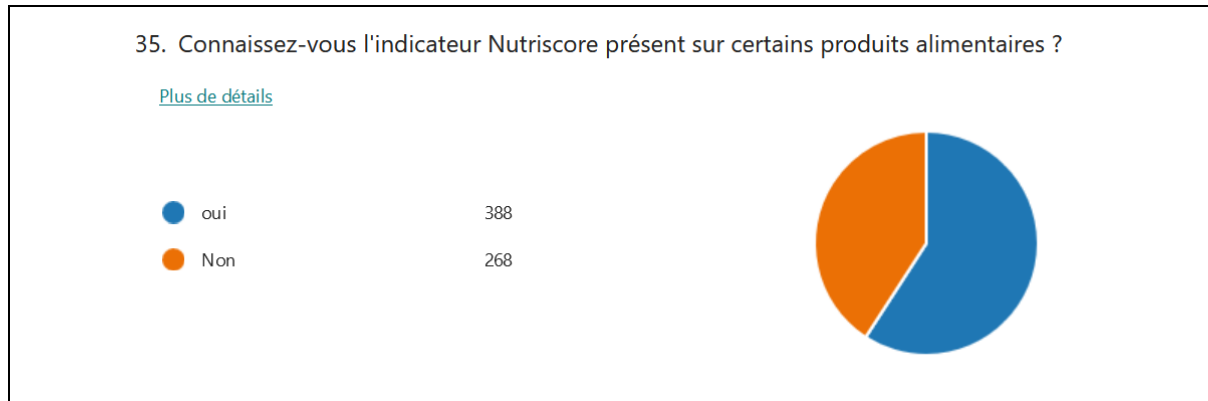 35. Connaissez-vous l'indicateur Nutriscore présent sur certains produits alimentaires ?
Plus de détails
oui 388
Non 268